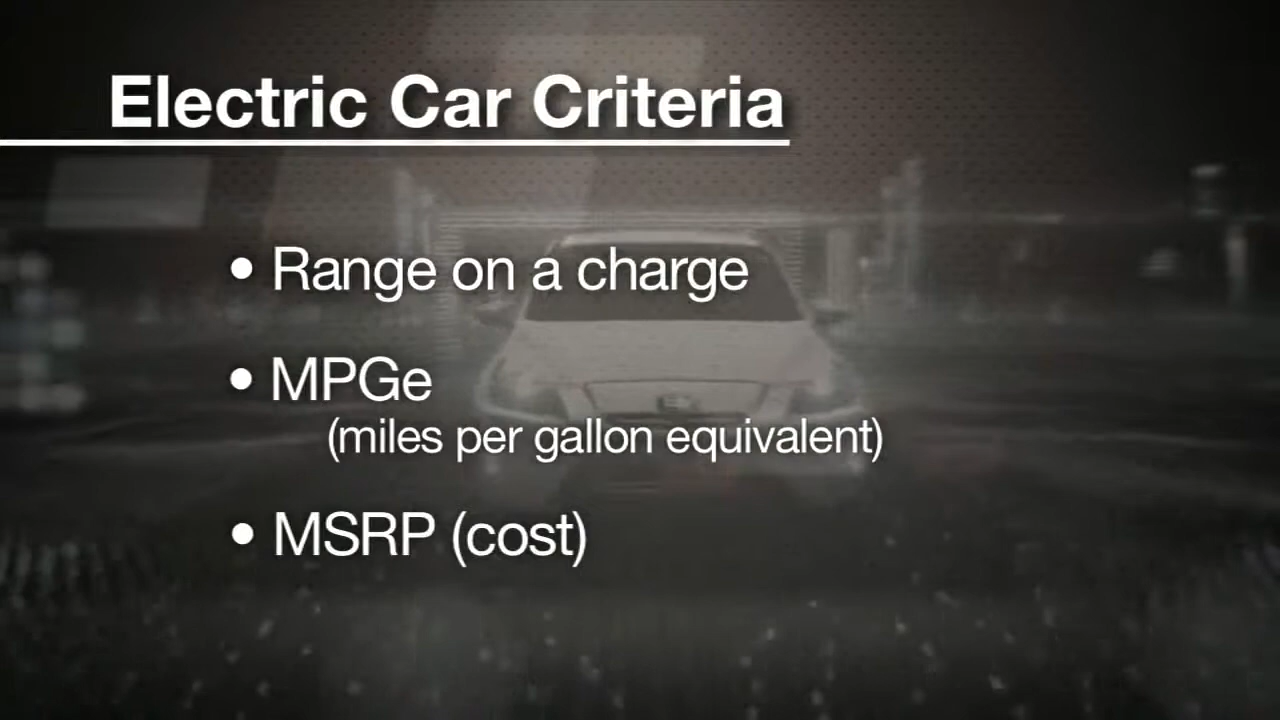 Electric Car Criteria
• Range on a charge
• MPGe
(miles per gallon equivalent)
• MSRP (cost)